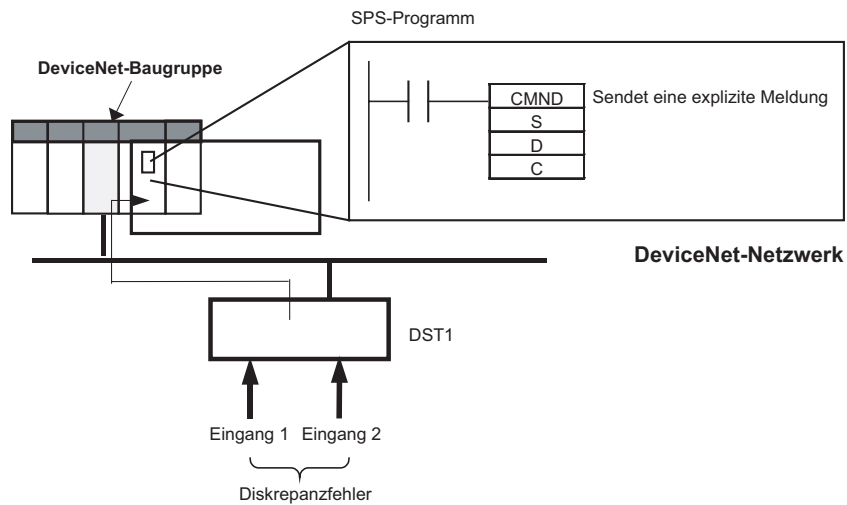 SPS-Programm
DeviceNet-Baugruppe
CMND
Sendet eine explizite Meldung
S
D
C
DeviceNet-Netzwerk
DST1
Eingang 1
Eingang 2
Diskrepanzfehler